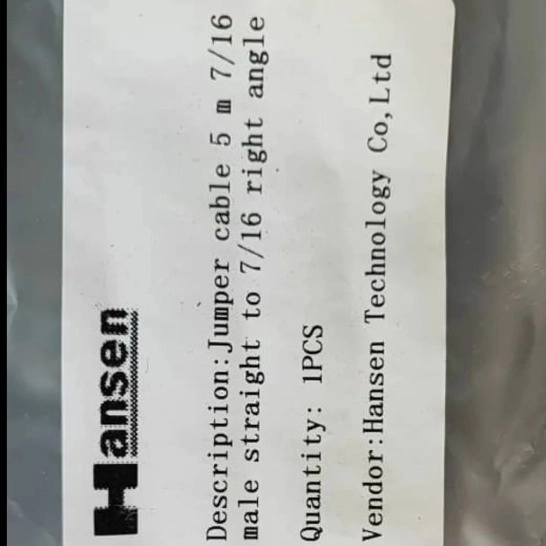 Hansen
Description:Jumper cable 5 m 7/16
male straight to 7/16 right angle
Quantity: 1PCS
Vendor:Hansen Technology Co,Ltd